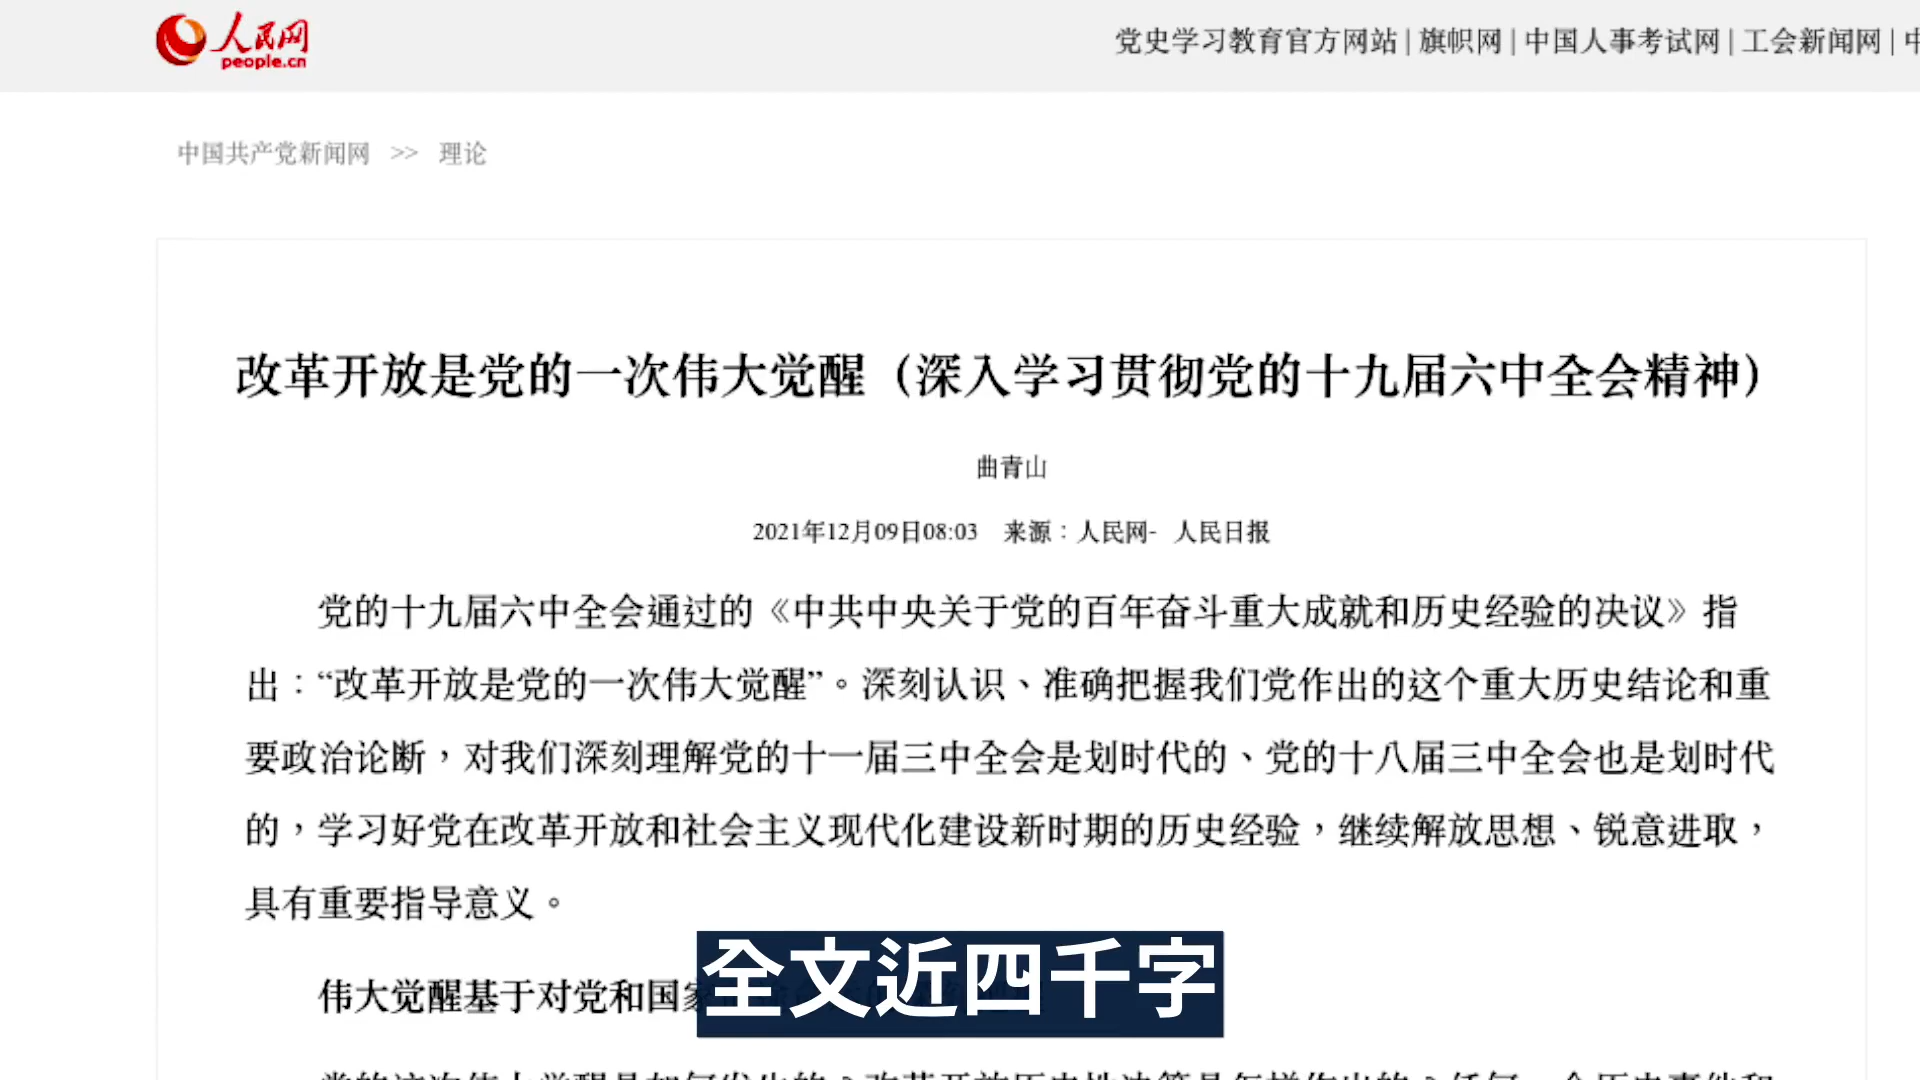 人民网
people.cn
党史学习教育官方网站 | 旗帜网 | 中国人事考试网 | 工会新闻网 |
中国共产党新闻网 >> 理论
改革开放是党的一次伟大觉醒（深入学习贯彻党的十九届六中全会精神）
曲青山
2021年12月09日08:03 来源：人民网- 人民日报
党的十九届六中全会通过的《中共中央关于党的百年奋斗重大成就和历史经验的决议》指
出：“改革开放是党的一次伟大觉醒”。深刻认识、准确把握我们党作出的这个重大历史结论和重
要政治论断，对我们深刻理解党的十一届三中全会是划时代的、党的十八届三中全会也是划时代
的，学习好党在改革开放和社会主义现代化建设新时期的历史经验，继续解放思想、锐意进取，
具有重要指导意义。
伟大觉醒基于对党和国家
全文近四千字